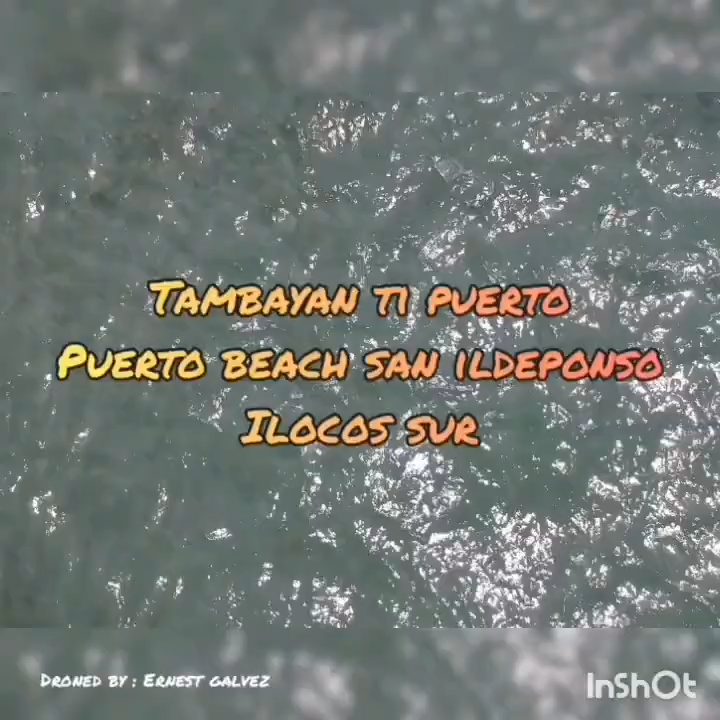 Tambayan ti puerto
Puerto beach san ildeponso
Ilocos sur
Droned by : Ernest galvez
InShOt